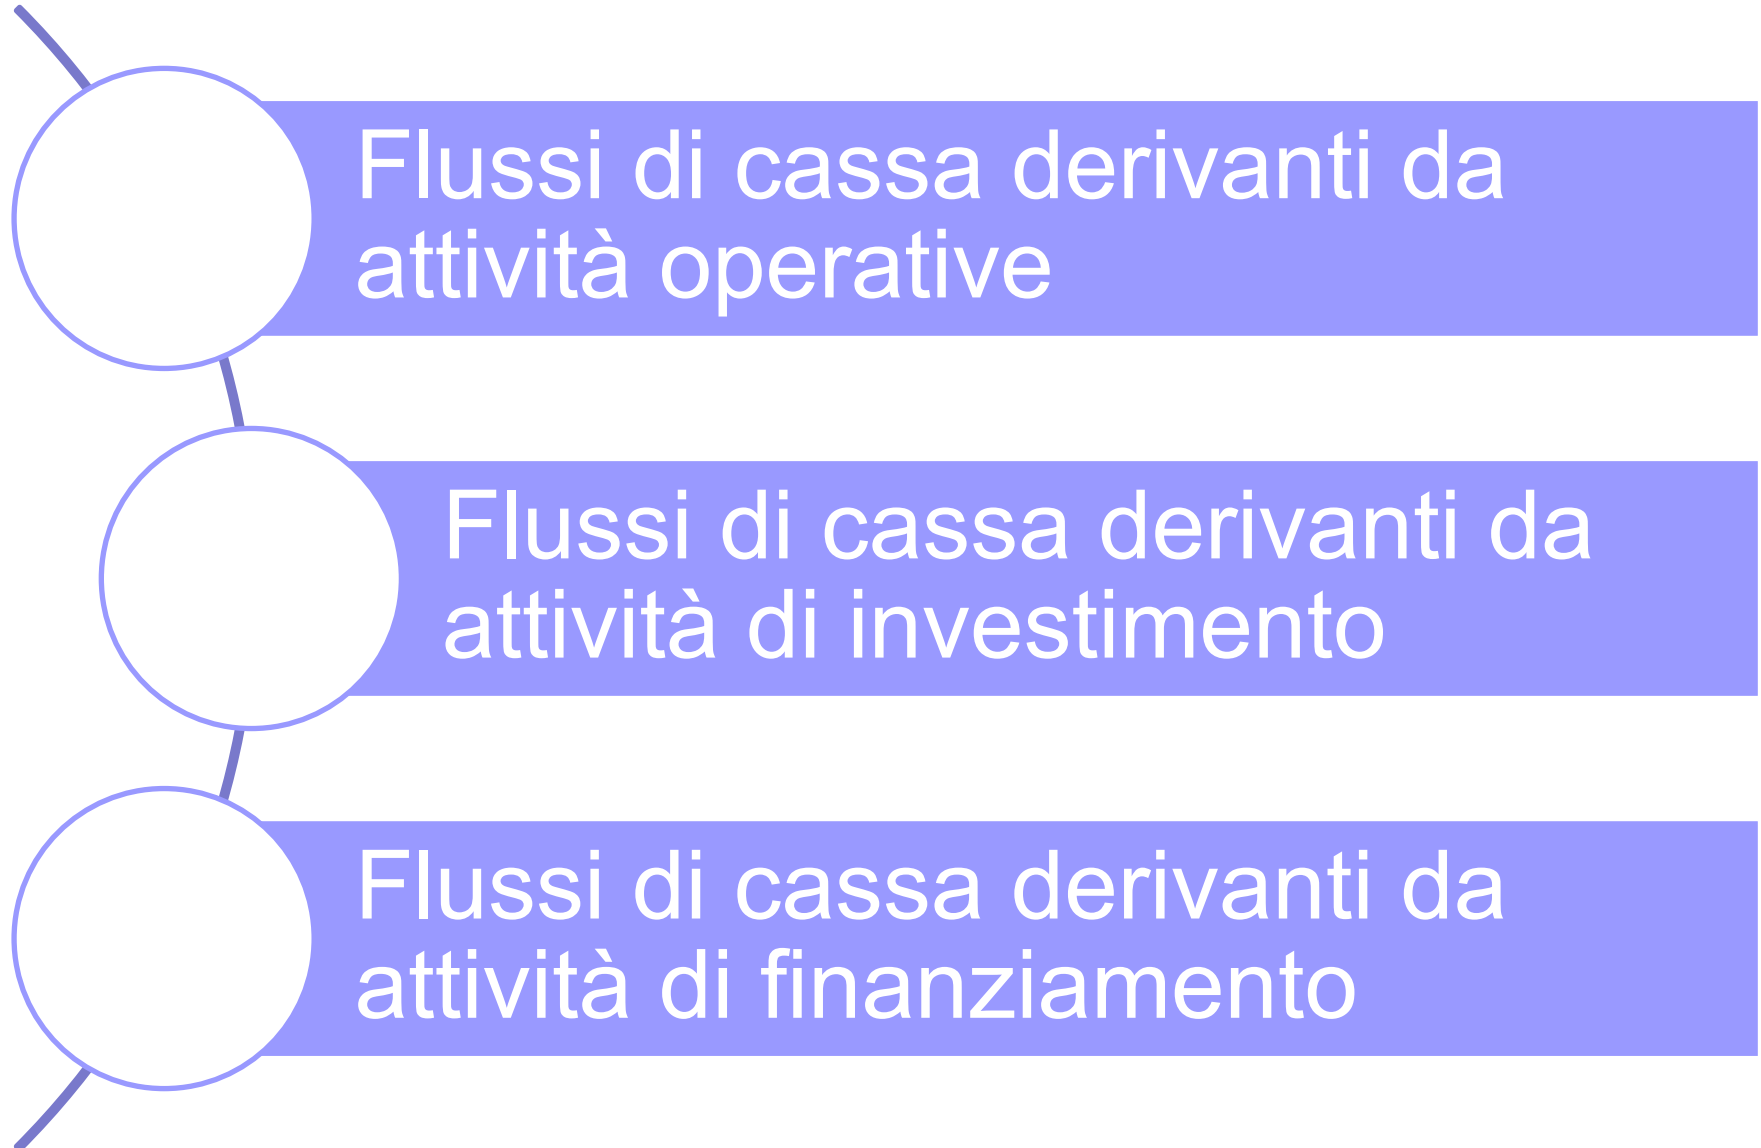 Flussi di cassa derivanti da
attività operative
Flussi di cassa derivanti da
attività di investimento
Flussi di cassa derivanti da
attività di finanziamento